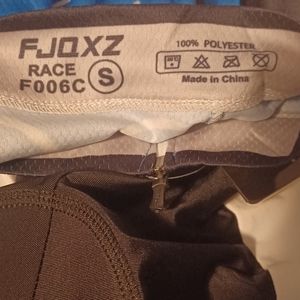 FJQXZ
RACE
F006C S
100% POLYESTER
Made in China